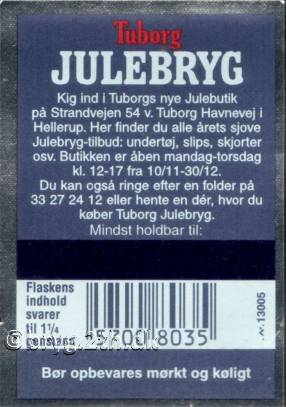 Tuborg
JULEBRYG
Kig ind i Tuborgs nye Julebutik
på Strandvejen 54 v. Tuborg Havnevej i
Hellerup. Her finder du alle årets sjove
Julebryg-tilbud: undertøj, slips, skjorter
osv. Butikken er åben mandag-torsdag
kl. 12-17 fra 10/11-30/12.
Du kan også ringe efter en folder på
33 27 24 12 eller hente en dér, hvor du
køber Tuborg Julebryg.
Mindst holdbar til:
Flaskens
indhold
svarer
til 1¼
8035
13005
Bør opbevares mørkt og køligt